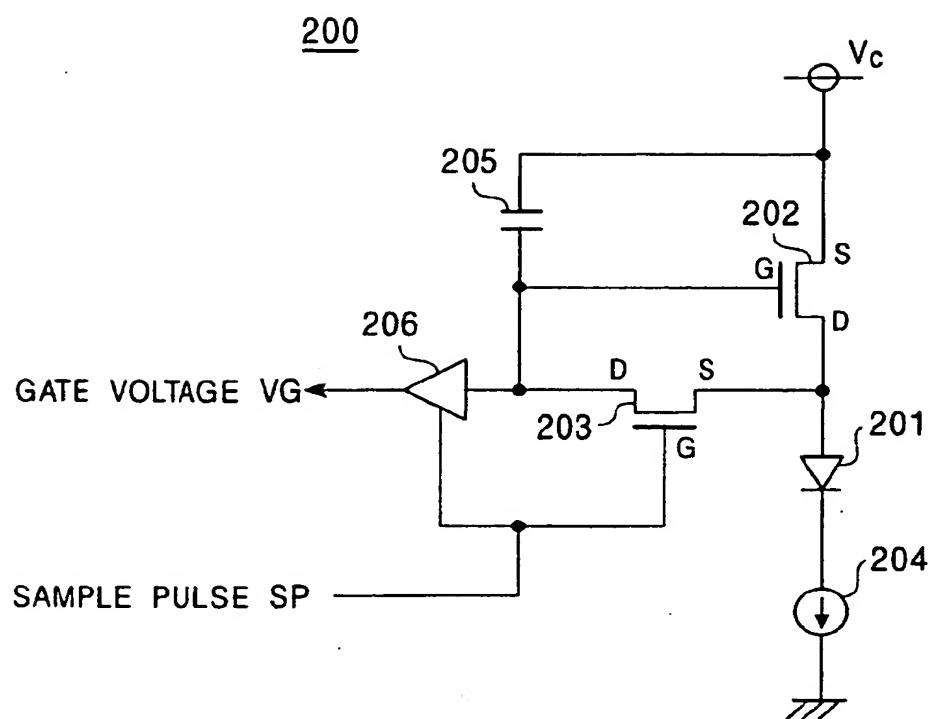 200
Vc
205
202
S
G
D
206
GATE VOLTAGE VG
D
S
203
G
201
204
SAMPLE PULSE SP